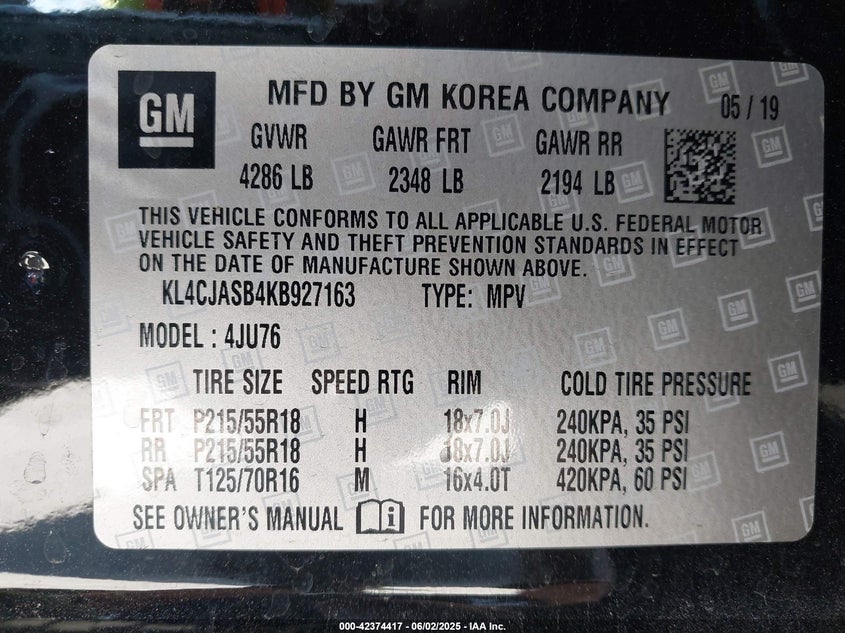 GM
MFD BY GM KOREA COMPANY 05 / 19
GVWR GAWR FRT GAWR RR
4286 LB 2348 LB 2194 LB
THIS VEHICLE CONFORMS TO ALL APPLICABLE U.S. FEDERAL MOTOR
VEHICLE SAFETY AND THEFT PREVENTION STANDARDS IN EFFECT
ON THE DATE OF MANUFACTURE SHOWN ABOVE.
KL4CJASB4KB927163 TYPE: MPV
MODEL : 4JU76
TIRE SIZE SPEED RTG RIM COLD TIRE PRESSURE
FRT P215/55R18 H 18x7.0J 240KPA, 35 PSI
RR P215/55R18 H 18x7.0J 240KPA, 35 PSI
SPA T125/70R16 M 16x4.0T 420KPA, 60 PSI
SEE OWNER'S MANUAL i FOR MORE INFORMATION.
000-42374417 - 06/02/2025 - IAA Inc.